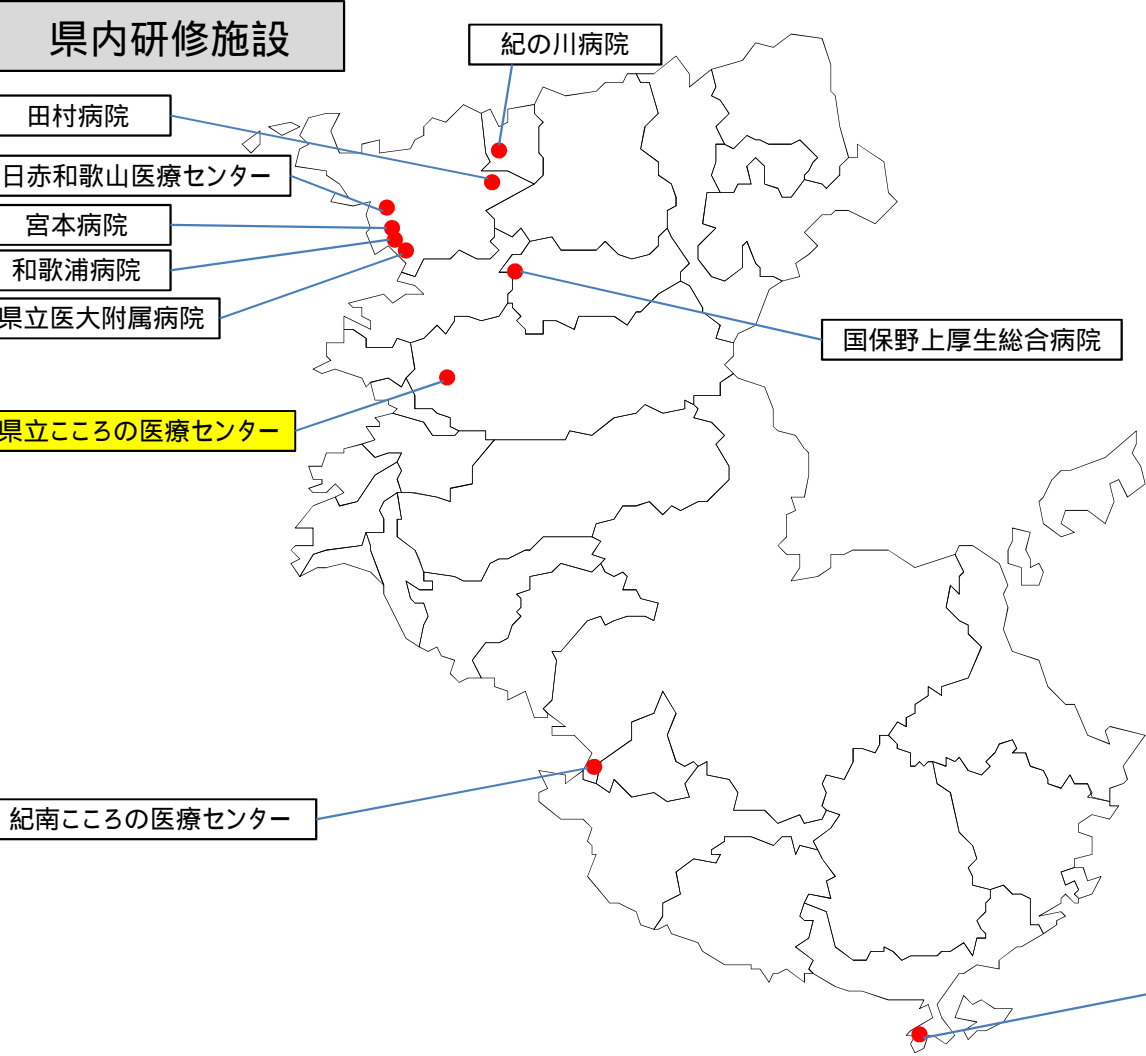 県内研修施設
紀の川病院
田村病院
日赤和歌山医療センター
宮本病院
和歌浦病院
県立医大附属病院
国保野上厚生総合病院
県立こころの医療センター
紀南こころの医療センター